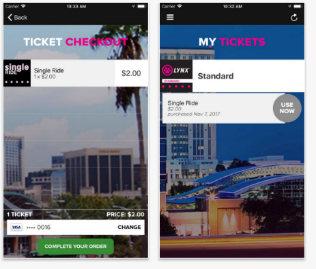 Carrier 10:33 AM
Back
TICKET CHECKOUT
single RIDE
Single Ride
1 x $2.00
$2.00
1 TICKET PRICE: $2.00
VISA •••• 0016 CHANGE
COMPLETE YOUR ORDER
Carrier 10:32 AM
MY TICKETS
LYNX
Standard
Single Ride
$2.00
purchased Nov 7, 2017
USE
NOW